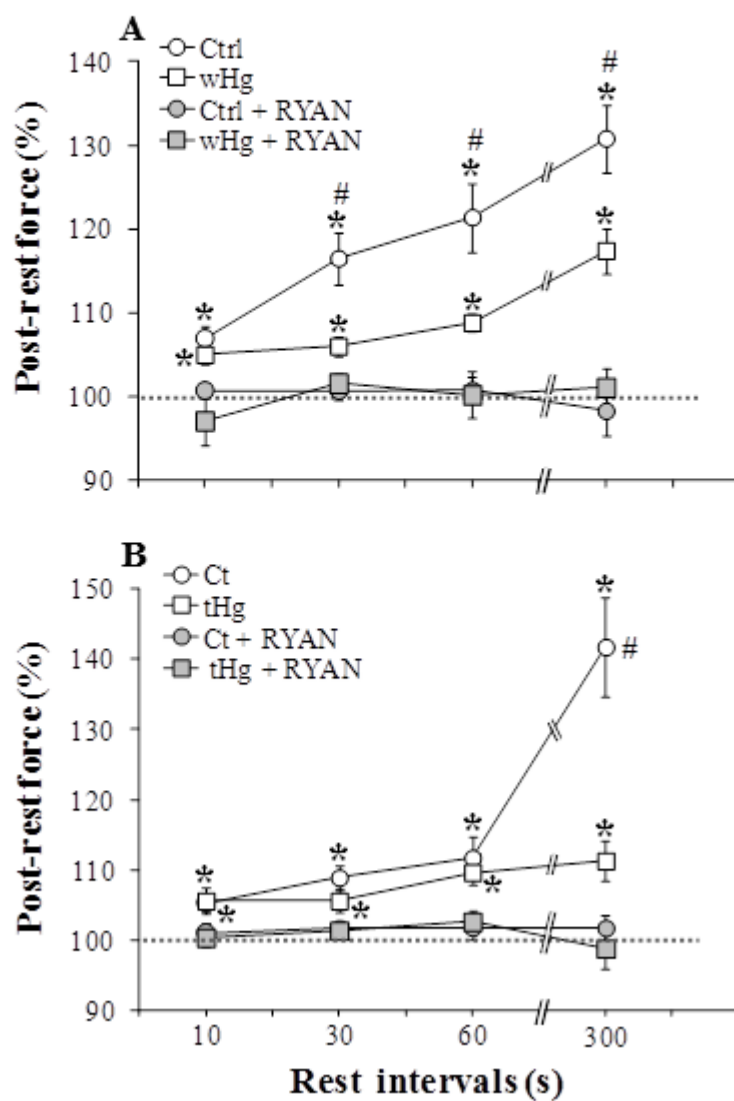 A
Ctrl
wHg
Ctrl + RYAN
wHg + RYAN
Post-rest force (%)
140
130
120
110
100
90
*
*
#
*
*
#
*
*
#
*
*
B
Ct
tHg
Ct + RYAN
tHg + RYAN
Post-rest force (%)
150
140
130
120
110
100
90
*
*
*
*
*
*
*
#
*
10
30
60
300
Rest intervals (s)